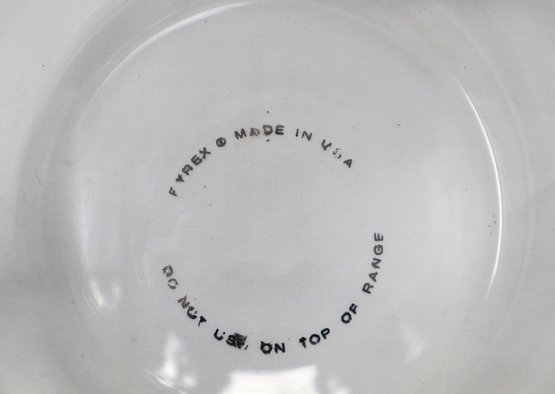 PYREX ® MADE IN USA
DO NOT USE ON TOP OF RANGE